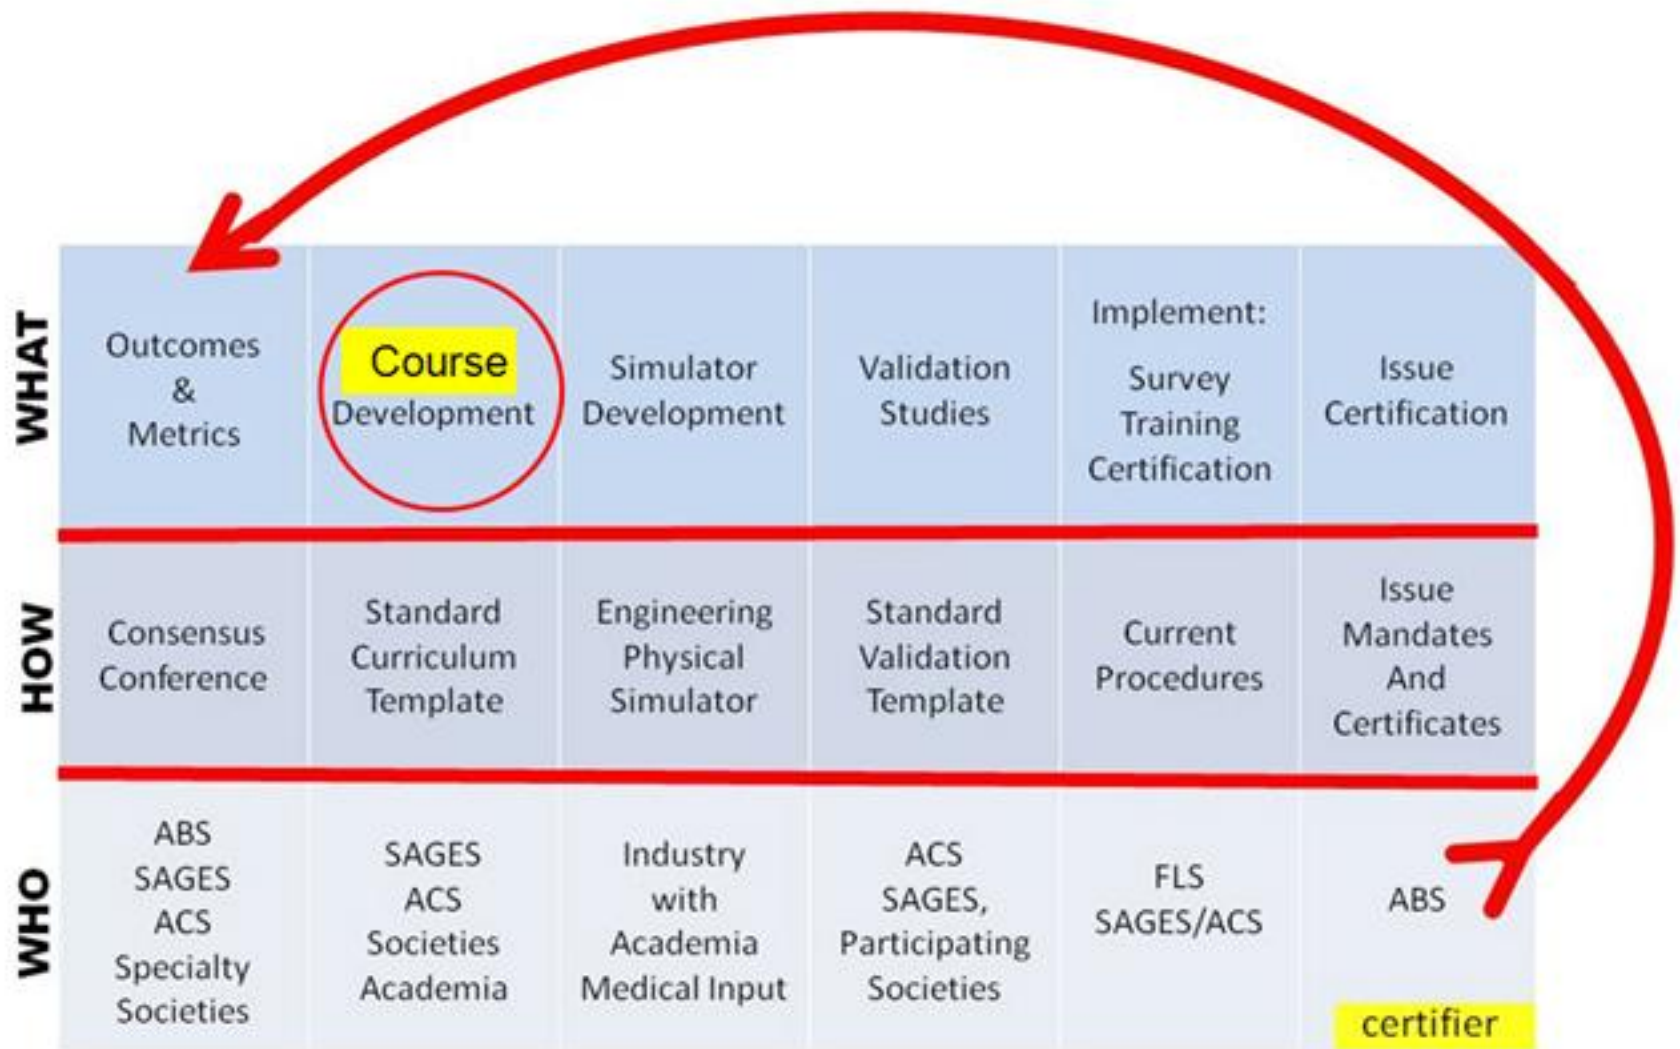 WHAT
Outcomes
&
Metrics
Course
Development
Simulator
Development
Validation
Studies
Implement:
Survey
Training
Certification
Issue
Certification
HOW
Consensus
Conference
Standard
Curriculum
Template
Engineering
Physical
Simulator
Standard
Validation
Template
Current
Procedures
Issue
Mandates
And
Certificates
WHO
ABS
SAGES
ACS
Specialty
Societies
SAGES
ACS
Societies
Academia
Industry
with
Academia
Medical Input
ACS
SAGES,
Participating
Societies
FLS
SAGES/ACS
ABS
certifier